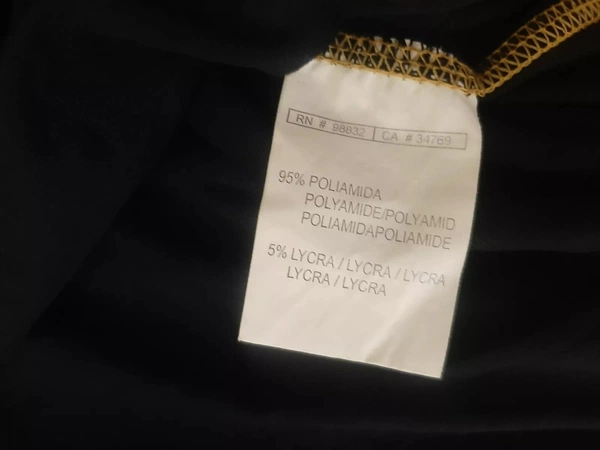 RN # 98832 | CA # 34769
95% POLIAMIDA
POLYAMIDE/POLYAMID
POLIAMIDAPOLIAMIDE
5% LYCRA / LYCRA / LYCRA
LYCRA / LYCRA